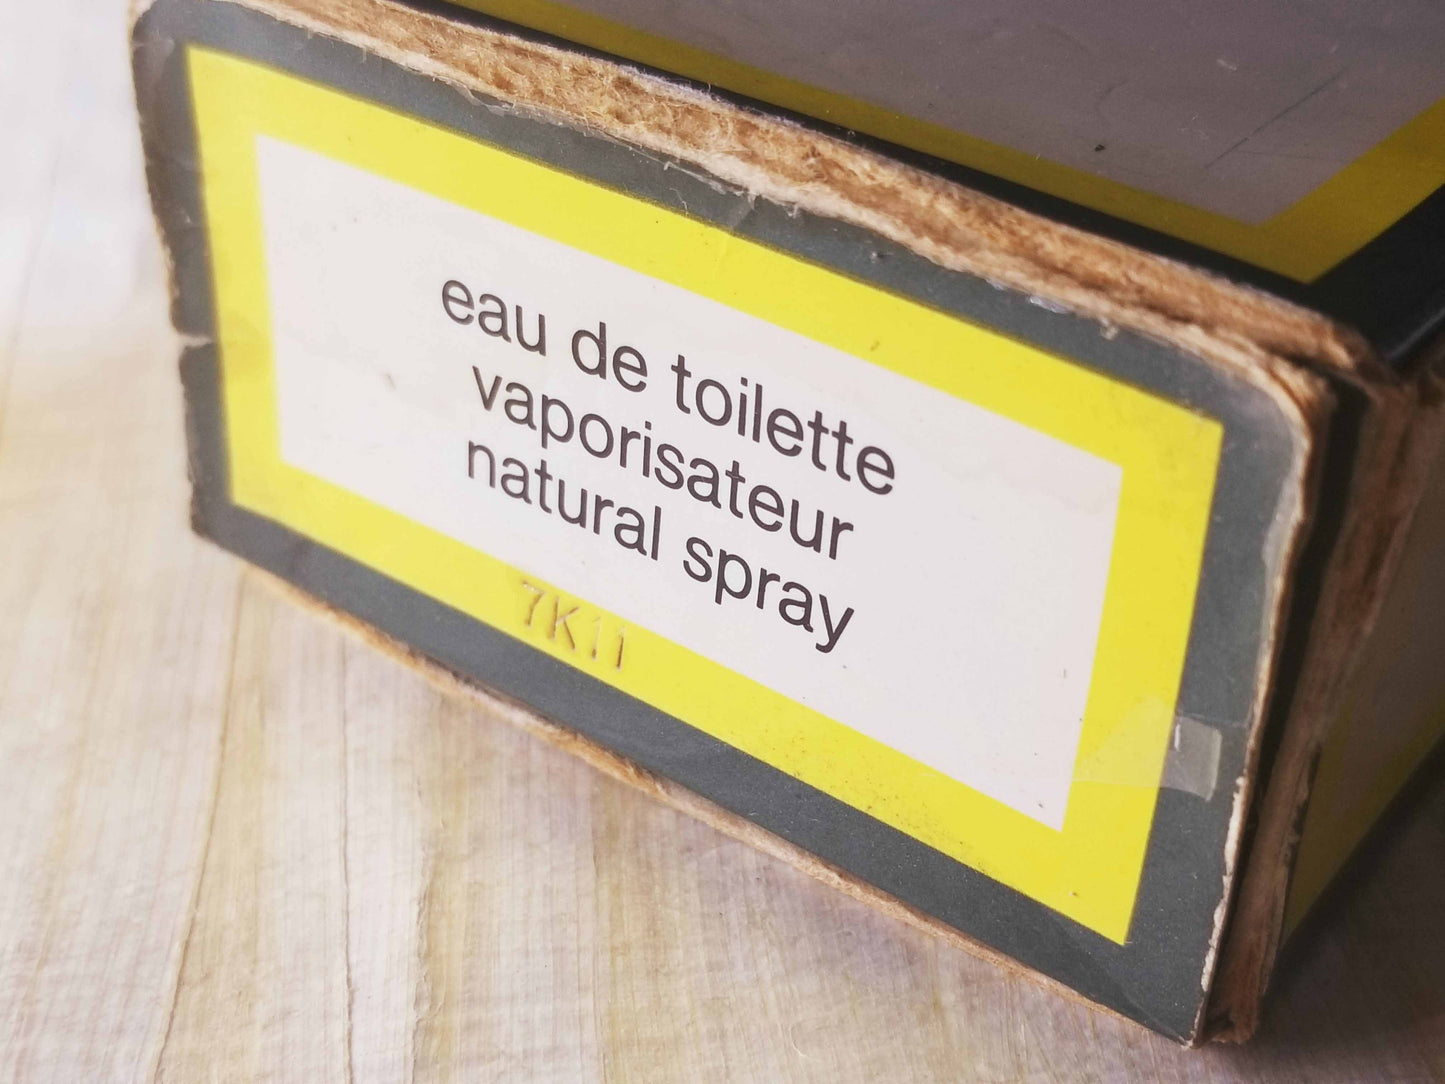 eau de toilette
vaporisateur
natural spray
7K11